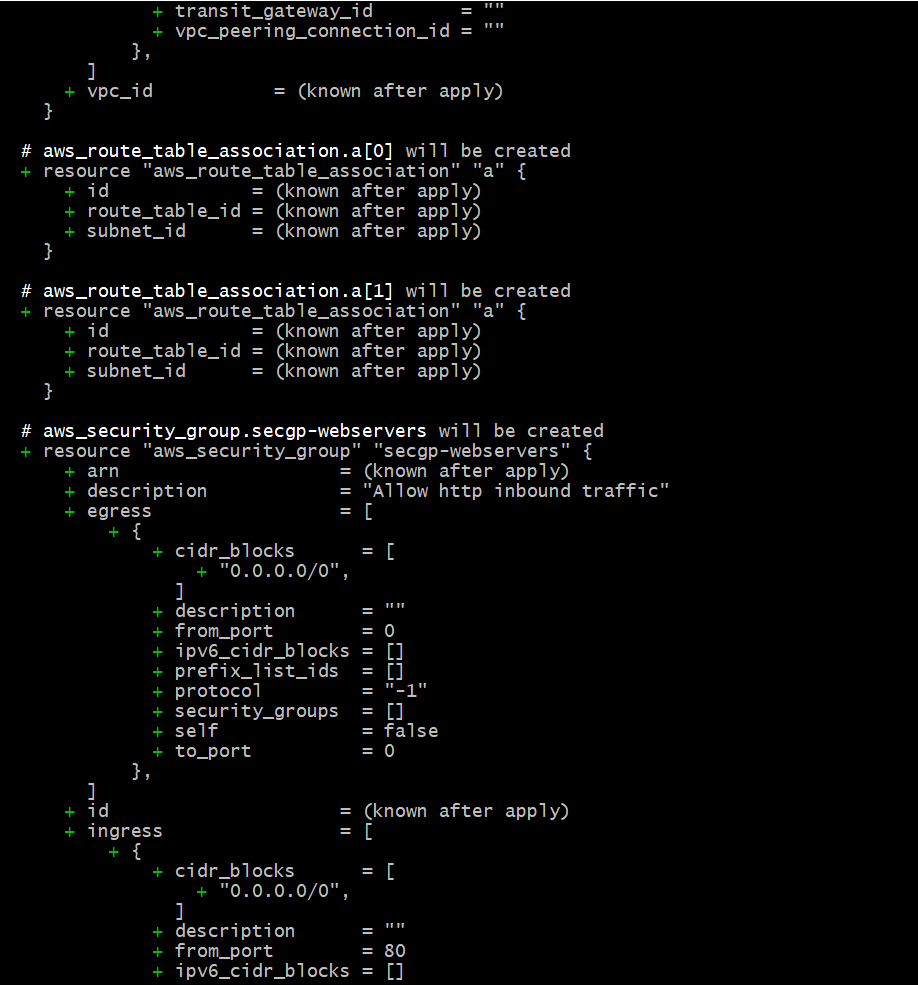 + transit_gateway_id        = ""
              + vpc_peering_connection_id = ""
            },
        ]
      + vpc_id           = (known after apply)
    }

  # aws_route_table_association.a[0] will be created
  + resource "aws_route_table_association" "a" {
      + id             = (known after apply)
      + route_table_id = (known after apply)
      + subnet_id      = (known after apply)
    }

  # aws_route_table_association.a[1] will be created
  + resource "aws_route_table_association" "a" {
      + id             = (known after apply)
      + route_table_id = (known after apply)
      + subnet_id      = (known after apply)
    }

  # aws_security_group.secgp-webservers will be created
  + resource "aws_security_group" "secgp-webservers" {
      + arn                    = (known after apply)
      + description            = "Allow http inbound traffic"
      + egress                 = [
          + {
              + cidr_blocks      = [
                  + "0.0.0.0/0",
                ]
              + description      = ""
              + from_port        = 0
              + ipv6_cidr_blocks = []
              + prefix_list_ids  = []
              + protocol         = "-1"
              + security_groups  = []
              + self             = false
              + to_port          = 0
            },
        ]
      + id                     = (known after apply)
      + ingress                = [
          + {
              + cidr_blocks      = [
                  + "0.0.0.0/0",
                ]
              + description      = ""
              + from_port        = 80
              + ipv6_cidr_blocks = []